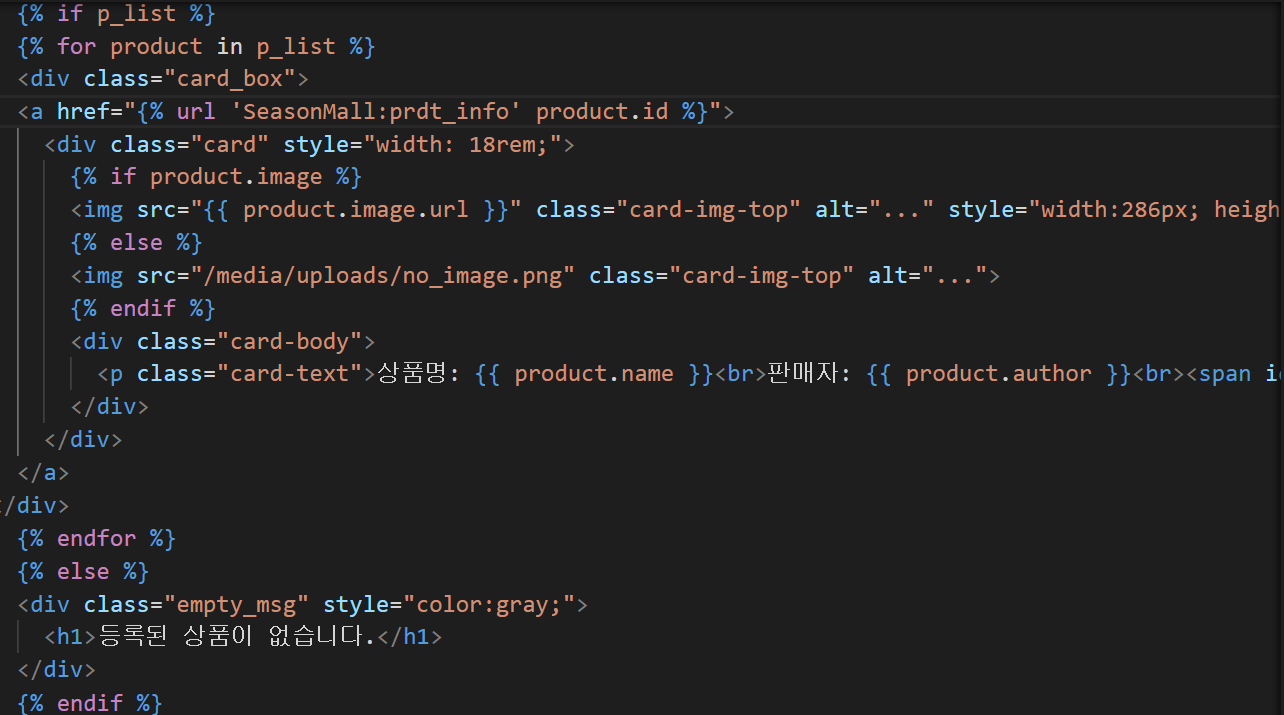 {% if p_list %}
{% for product in p_list %}
<div class="card_box">
<a href="{% url 'SeasonMall:prdt_info' product.id %}">
<div class="card" style="width: 18rem;">
{% if product.image %}
<img src="{{ product.image.url }}" class="card-img-top" alt="..." style="width:286px; heigh
{% else %}
<img src="/media/uploads/no_image.png" class="card-img-top" alt="...">
{% endif %}
<div class="card-body">
<p class="card-text">상품명: {{ product.name }}<br>판매자: {{ product.author }}<br><span i
</div>
</div>
</a>
/div>
{% endfor %}
{% else %}
<div class="empty_msg" style="color:gray;">
<h1>등록된 상품이 없습니다.</h1>
</div>
{% endif %}